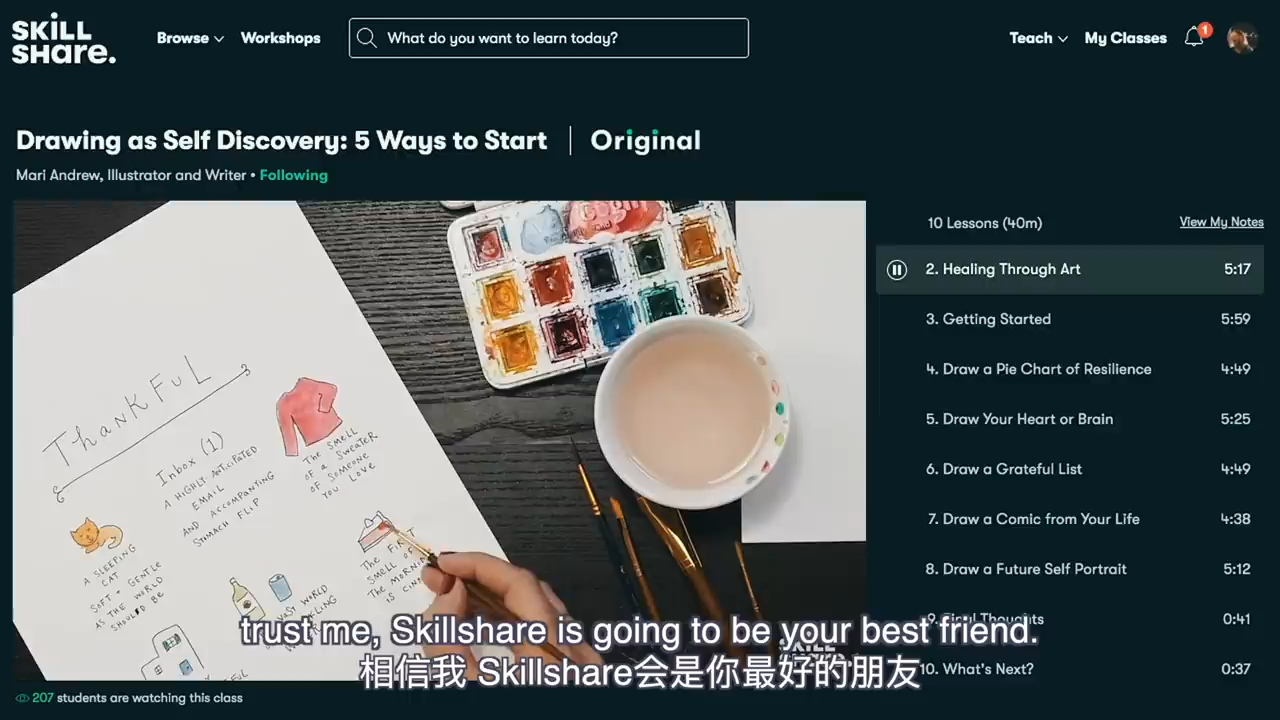 SKILL
SHARE.
Browse
Workshops
What do you want to learn today?
Teach
My Classes
1
Drawing as Self Discovery: 5 Ways to Start
Original
Mari Andrew, Illustrator and Writer • Following
10 Lessons (40m)
View My Notes
2. Healing Through Art 5:17
3. Getting Started 5:59
4. Draw a Pie Chart of Resilience 4:49
5. Draw Your Heart or Brain 5:25
6. Draw a Grateful List 4:49
7. Draw a Comic from Your Life 4:38
8. Draw a Future Self Portrait 5:12
9. Final Thoughts 0:41
10. What's Next? 0:37
THANKFUL
Inbox (1)
A HIGHLY ANTICIPATED
EMAIL
AND ACCOMPANYING
STOMACH FLIP
THE SMELL
OF A SWEATER
OF SOMEONE
YOU LOVE
A SLEEPING
CAT
SOFT + GENTLE
AS THE WORLD
SHOULD BE
THE
SMELL
THE
trust me, Skillshare is going to be your best friend.
相信我 Skillshare会是你最好的朋友
207 students are watching this class